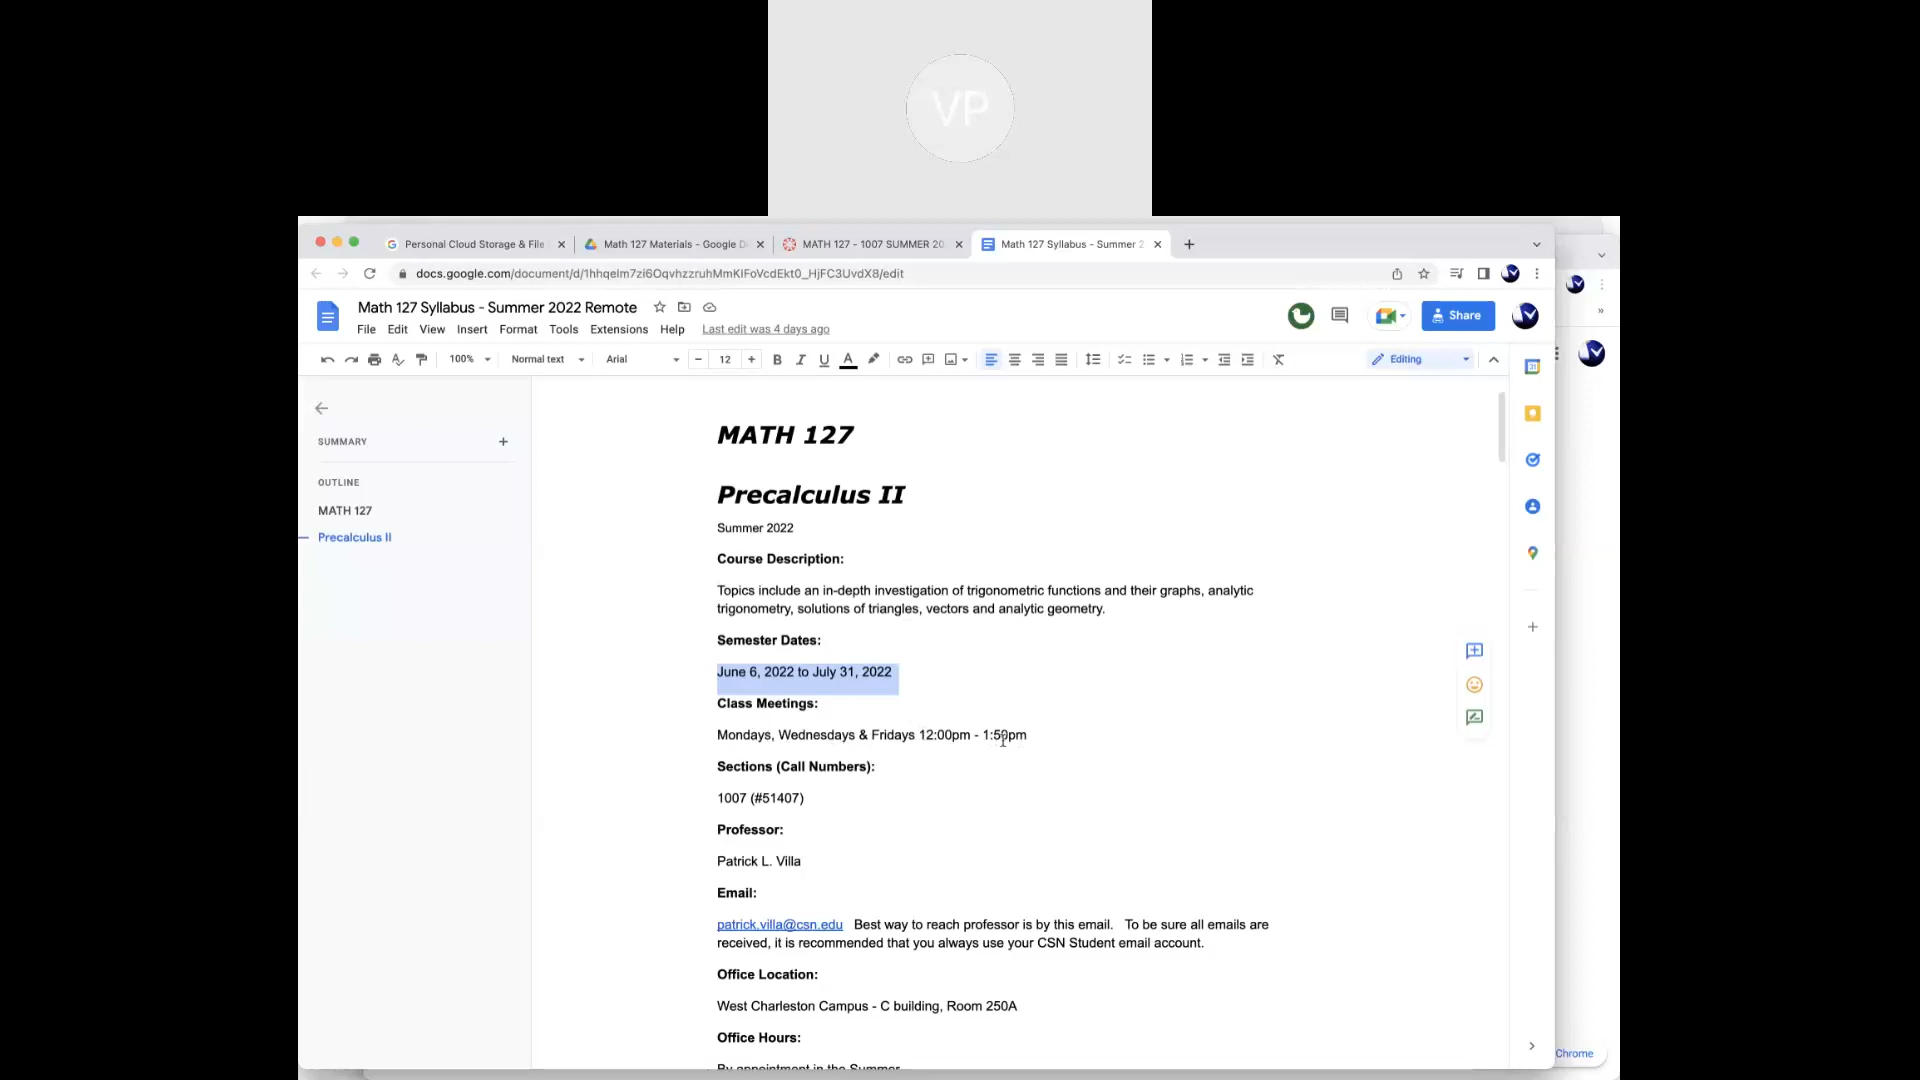 VP
Personal Cloud Storage & File
Math 127 Materials - Google D
MATH 127 - 1007 SUMMER 20
Math 127 Syllabus - Summer 2
docs.google.com/document/d/1hhqelm7zi6OqvhzzruhMmKIFoVcdEkt0_HjFC3UvdX8/edit
Math 127 Syllabus - Summer 2022 Remote
Share
File Edit View Insert Format Tools Extensions Help Last edit was 4 days ago
100% Normal text Arial 12 Editing
SUMMARY
OUTLINE
MATH 127
Precalculus II
MATH 127
Precalculus II
Summer 2022
Course Description:
Topics include an in-depth investigation of trigonometric functions and their graphs, analytic
trigonometry, solutions of triangles, vectors and analytic geometry.
Semester Dates:
June 6, 2022 to July 31, 2022
Class Meetings:
Mondays, Wednesdays & Fridays 12:00pm - 1:50pm
Sections (Call Numbers):
1007 (#51407)
Professor:
Patrick L. Villa
Email:
patrick.villa@csn.edu Best way to reach professor is by this email. To be sure all emails are
received, it is recommended that you always use your CSN Student email account.
Office Location:
West Charleston Campus - C building, Room 250A
Office Hours:
By appointment in the Summer
Chrome